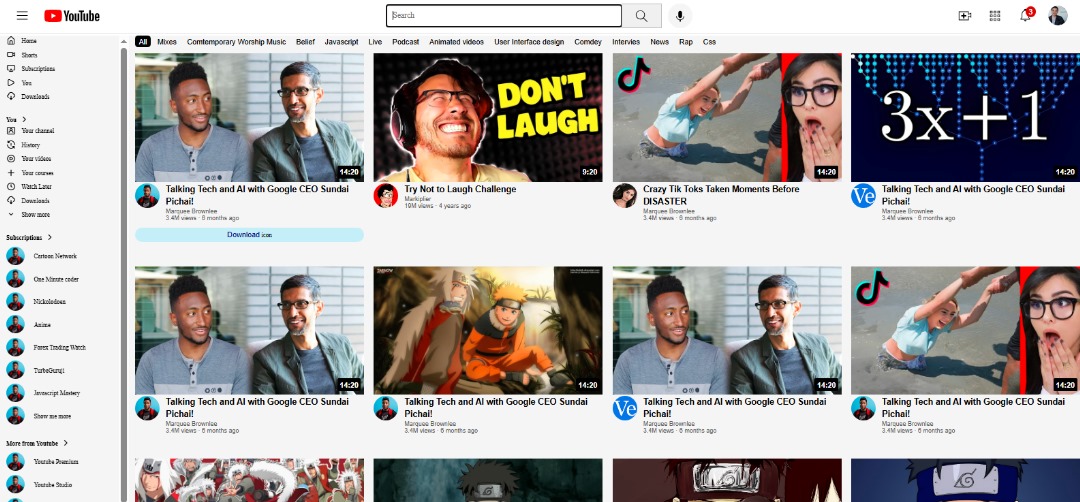 YouTube
Search
3
Home
Shorts
Subscriptions
You
Downloads
You
Your channel
History
Your videos
Your courses
Watch Later
Downloads
Show more
Subscriptions
Cartoon Network
One Minute coder
Nickolodean
Anime
Forex Trading Watch
TurboGuruji
Javascript Mastery
Show me more
More from Youtube
Youtube Premium
Youtube Studio
All Mixes Comtemporary Worship Music Belief Javascript Live Podcast Animated videos User Interface design Comdey Intervies News Rap Css
14:20
Talking Tech and AI with Google CEO Sundai
Pichai!
Marquee Brownlee
3.4M views · 6 months ago
Download icon
DON'T
LAUGH
9:20
Try Not to Laugh Challenge
Markiplier
19M views · 4 years ago
14:20
Crazy Tik Toks Taken Moments Before
DISASTER
Marquee Brownlee
3.4M views · 6 months ago
3x+1
14:20
Ve
Talking Tech and AI with Google CEO Sundai
Pichai!
Marquee Brownlee
3.4M views · 6 months ago
14:20
Talking Tech and AI with Google CEO Sundai
Pichai!
Marquee Brownlee
3.4M views · 6 months ago
14:20
Talking Tech and AI with Google CEO Sundai
Pichai!
Marquee Brownlee
3.4M views · 6 months ago
14:20
Ve
Talking Tech and AI with Google CEO Sundai
Pichai!
Marquee Brownlee
3.4M views · 6 months ago
14:20
Talking Tech and AI with Google CEO Sundai
Pichai!
Marquee Brownlee
3.4M views · 6 months ago